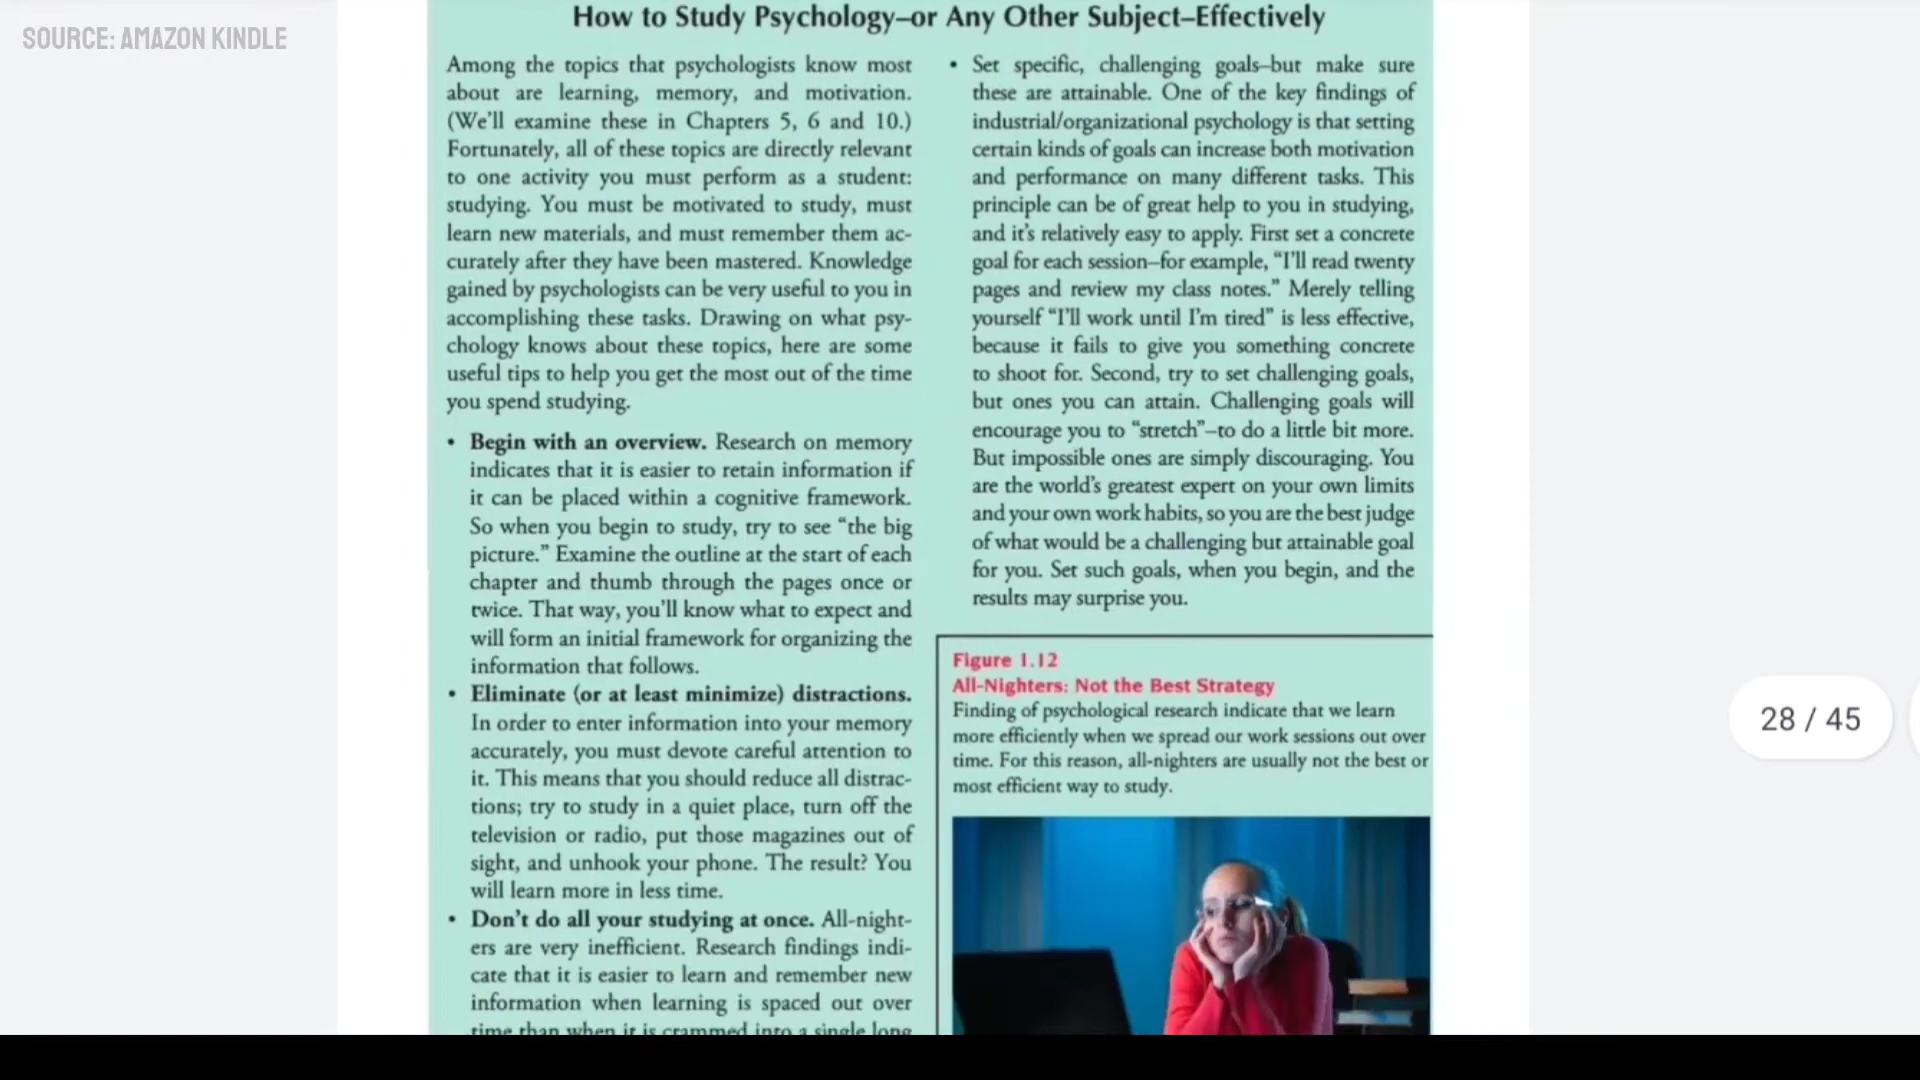 SOURCE: AMAZON KINDLE
How to Study Psychology–or Any Other Subject–Effectively
Among the topics that psychologists know most
about are learning, memory, and motivation.
(We'll examine these in Chapters 5, 6 and 10.)
Fortunately, all of these topics are directly relevant
to one activity you must perform as a student:
studying. You must be motivated to study, must
learn new materials, and must remember them ac-
curately after they have been mastered. Knowledge
gained by psychologists can be very useful to you in
accomplishing these tasks. Drawing on what psy-
chology knows about these topics, here are some
useful tips to help you get the most out of the time
you spend studying.
• Begin with an overview. Research on memory
indicates that it is easier to retain information if
it can be placed within a cognitive framework.
So when you begin to study, try to see “the big
picture.” Examine the outline at the start of each
chapter and thumb through the pages once or
twice. That way, you'll know what to expect and
will form an initial framework for organizing the
information that follows.
• Eliminate (or at least minimize) distractions.
In order to enter information into your memory
accurately, you must devote careful attention to
it. This means that you should reduce all distrac-
tions; try to study in a quiet place, turn off the
television or radio, put those magazines out of
sight, and unhook your phone. The result? You
will learn more in less time.
• Don't do all your studying at once. All-night-
ers are very inefficient. Research findings indi-
cate that it is easier to learn and remember new
information when learning is spaced out over
time than when it is crammed into a single long
• Set specific, challenging goals–but make sure
these are attainable. One of the key findings of
industrial/organizational psychology is that setting
certain kinds of goals can increase both motivation
and performance on many different tasks. This
principle can be of great help to you in studying,
and it's relatively easy to apply. First set a concrete
goal for each session–for example, “I'll read twenty
pages and review my class notes.” Merely telling
yourself “I'll work until I'm tired” is less effective,
because it fails to give you something concrete
to shoot for. Second, try to set challenging goals,
but ones you can attain. Challenging goals will
encourage you to “stretch”–to do a little bit more.
But impossible ones are simply discouraging. You
are the world's greatest expert on your own limits
and your own work habits, so you are the best judge
of what would be a challenging but attainable goal
for you. Set such goals, when you begin, and the
results may surprise you.
Figure 1.12
All-Nighters: Not the Best Strategy
Finding of psychological research indicate that we learn
more efficiently when we spread our work sessions out over
time. For this reason, all-nighters are usually not the best or
most efficient way to study.
28 / 45